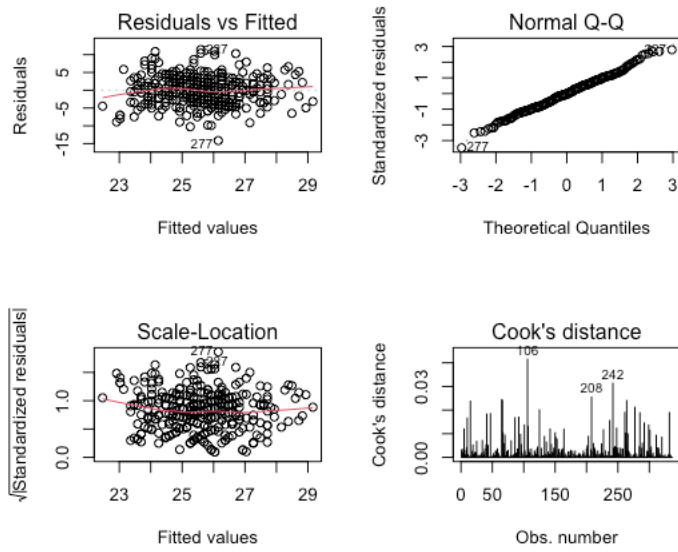 Residuals vs Fitted
Residuals
5
-5
-15
277
23 25 27 29
Fitted values
Normal Q-Q
Standardized residuals
3
1
-1
-3
277
-3 -2 -1 0 1 2 3
Theoretical Quantiles
Scale-Location
√|Standardized residuals|
1.0
0.0
277
23 25 27 29
Fitted values
Cook's distance
Cook's distance
0.03
0.00
106
208
242
0 50 150 250
Obs. number